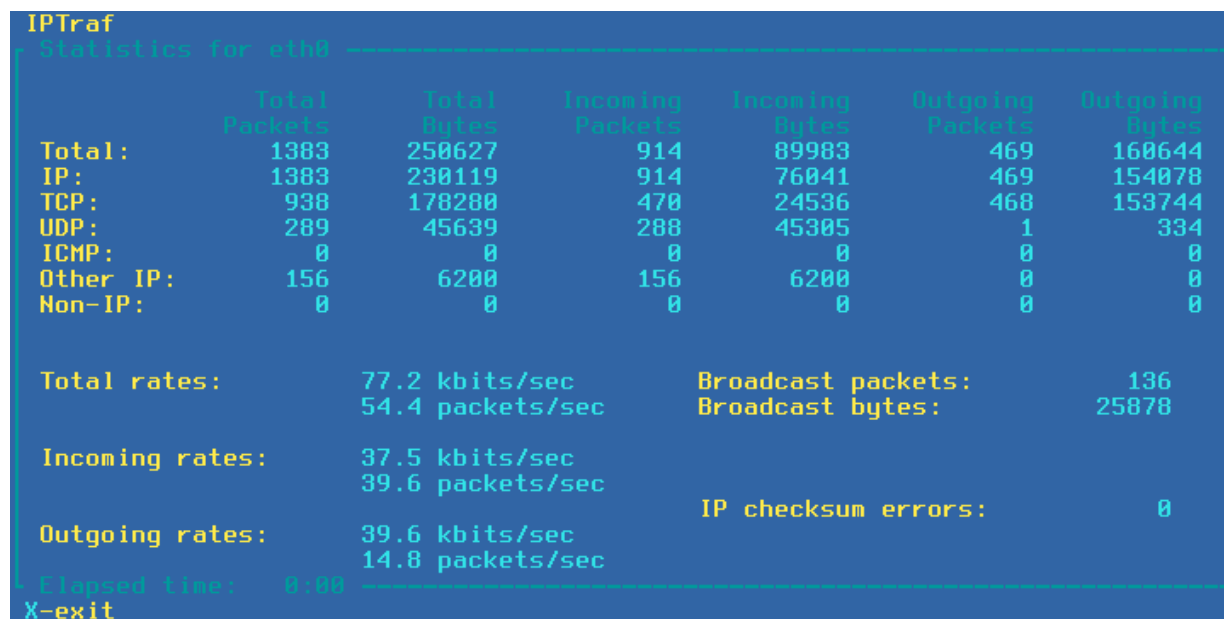 IPTraf
Statistics for eth0
Total Total Incoming Incoming Outgoing Outgoing
Packets Bytes Packets Bytes Packets Bytes
Total: 1383 250627 914 89983 469 160644
IP: 1383 230119 914 76041 469 154078
TCP: 938 178280 470 24536 468 153744
UDP: 289 45639 288 45305 1 334
ICMP: 0 0 0 0 0 0
Other IP: 156 6200 156 6200 0 0
Non-IP: 0 0 0 0 0 0
Total rates: 77.2 kbits/sec Broadcast packets: 136
54.4 packets/sec Broadcast bytes: 25878
Incoming rates: 37.5 kbits/sec
39.6 packets/sec
IP checksum errors: 0
Outgoing rates: 39.6 kbits/sec
14.8 packets/sec
Elapsed time: 0:00
X-exit